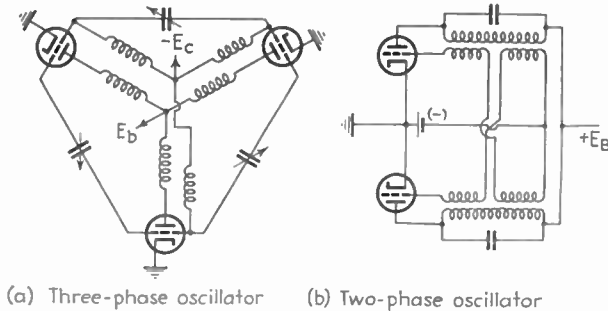 -Ec
Eb
(-)
+EB
(a) Three-phase oscillator
(b) Two-phase oscillator